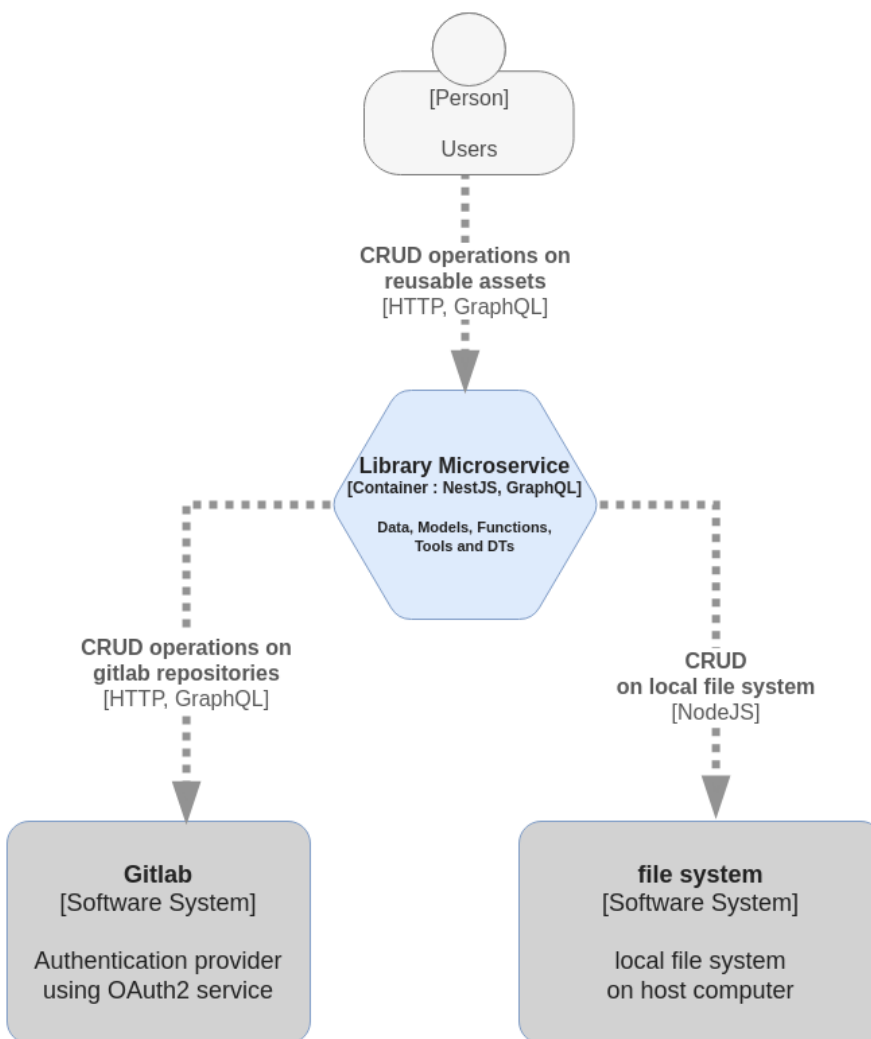 [Person]
Users
CRUD operations on
reusable assets
[HTTP, GraphQL]
Library Microservice
[Container : NestJS, GraphQL]
Data, Models, Functions,
Tools and DTs
CRUD operations on
gitlab repositories
[HTTP, GraphQL]
CRUD
on local file system
[NodeJS]
Gitlab
[Software System]
Authentication provider
using OAuth2 service
file system
[Software System]
local file system
on host computer